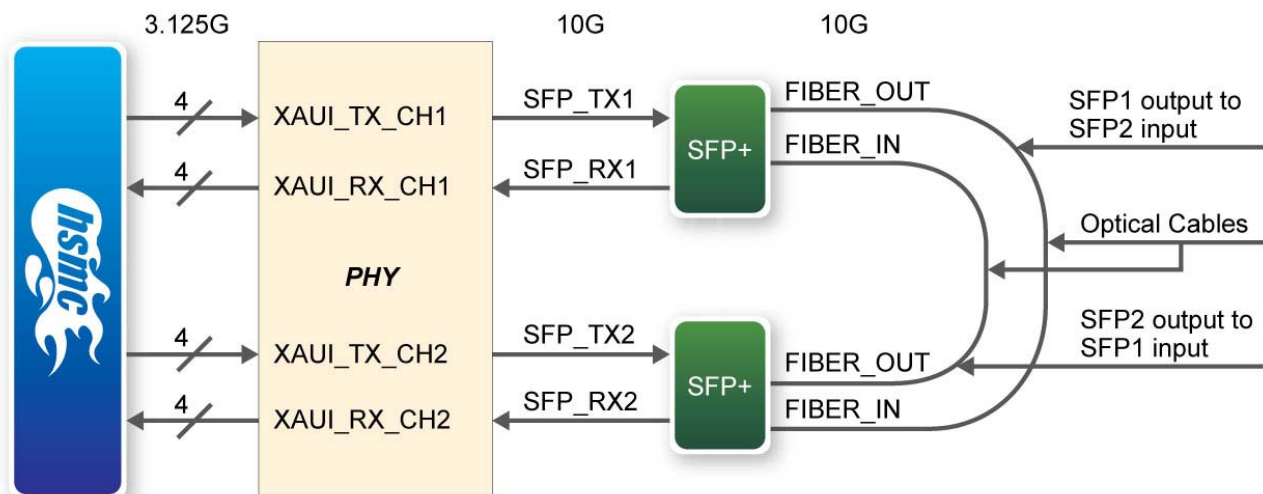 3.125G
10G
10G
4
XAUI_TX_CH1
SFP_TX1
FIBER_OUT
SFP1 output to
SFP2 input
4
XAUI_RX_CH1
SFP_RX1
SFP+
FIBER_IN
hsmc
PHY
Optical Cables
4
XAUI_TX_CH2
SFP_TX2
FIBER_OUT
SFP2 output to
SFP1 input
4
XAUI_RX_CH2
SFP_RX2
SFP+
FIBER_IN